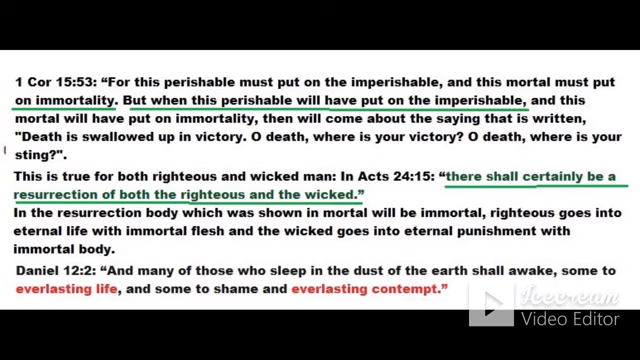 1 Cor 15:53: “For this perishable must put on the imperishable, and this mortal must put
on immortality. But when this perishable will have put on the imperishable, and this
mortal will have put on immortality, then will come about the saying that is written,
"Death is swallowed up in victory. O death, where is your victory? O death, where is your
sting?".
This is true for both righteous and wicked man: In Acts 24:15: “there shall certainly be a
resurrection of both the righteous and the wicked.”
In the resurrection body which was shown in mortal will be immortal, righteous goes into
eternal life with immortal flesh and the wicked goes into eternal punishment with
immortal body.
Daniel 12:2: “And many of those who sleep in the dust of the earth shall awake, some to
everlasting life, and some to shame and everlasting contempt.”
Icecream
Video Editor